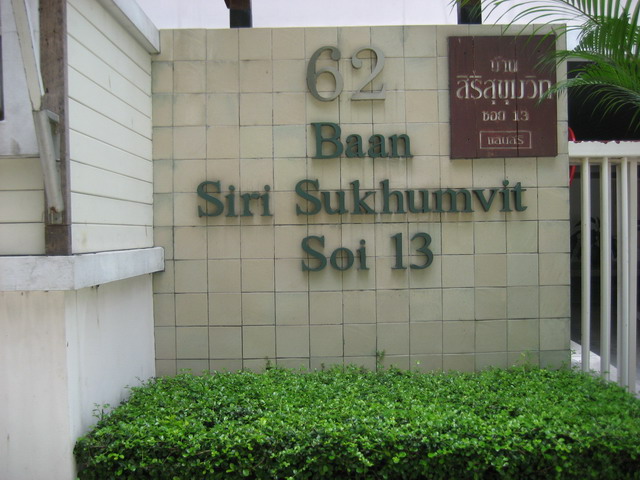 62
Baan
Siri Sukhumvit
Soi 13
บ้าน
สิริสุขุมวิท
ซอย 13